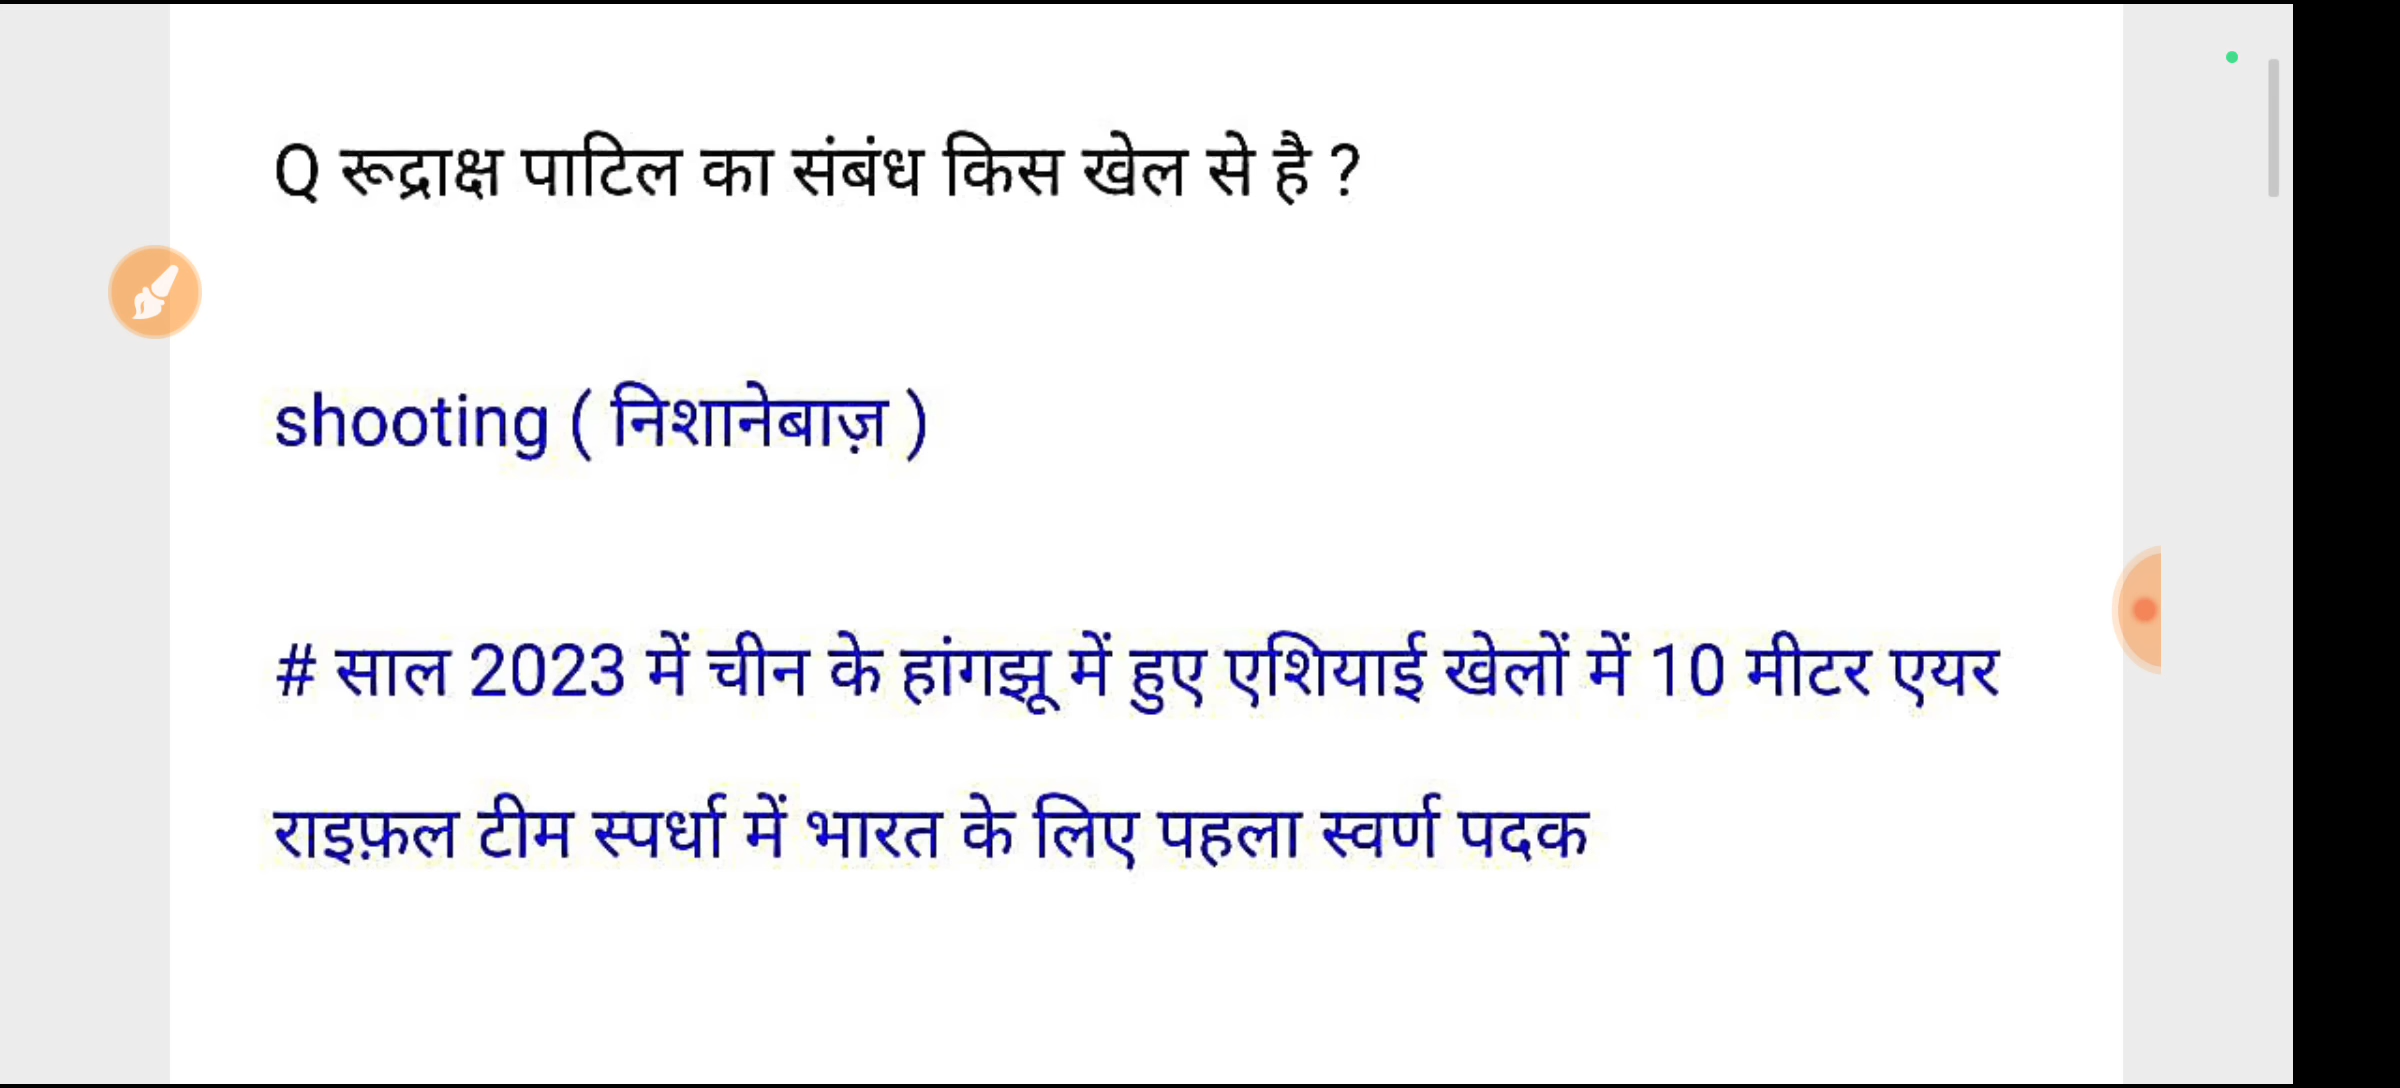 Q रूद्राक्ष पाटिल का संबंध किस खेल से है ?
shooting ( निशानेबाज़ )
# साल 2023 में चीन के हांगझू में हुए एशियाई खेलों में 10 मीटर एयर
राइफ़ल टीम स्पर्धा में भारत के लिए पहला स्वर्ण पदक